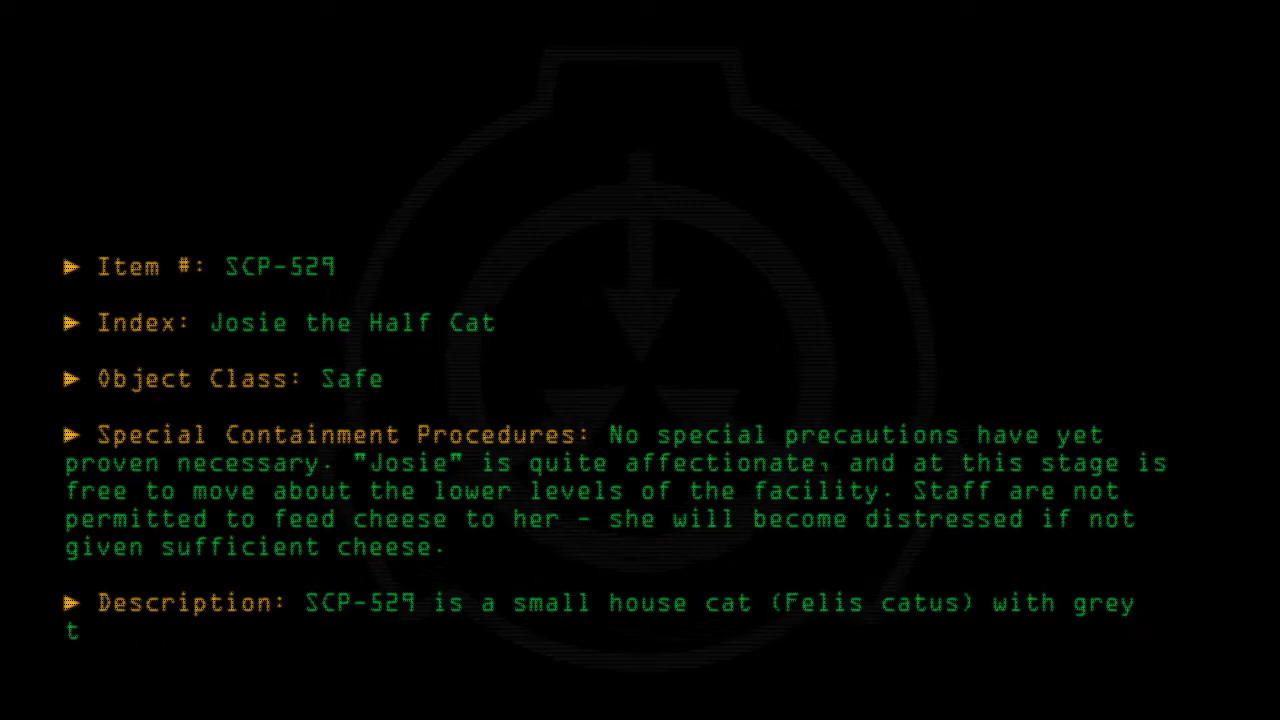 ► Item #: SCP-529
► Index: Josie the Half Cat
► Object Class: Safe
► Special Containment Procedures: No special precautions have yet
proven necessary. "Josie" is quite affectionate, and at this stage is
free to move about the lower levels of the facility. Staff are not
permitted to feed cheese to her - she will become distressed if not
given sufficient cheese.
► Description: SCP-529 is a small house cat (Felis catus) with grey
t